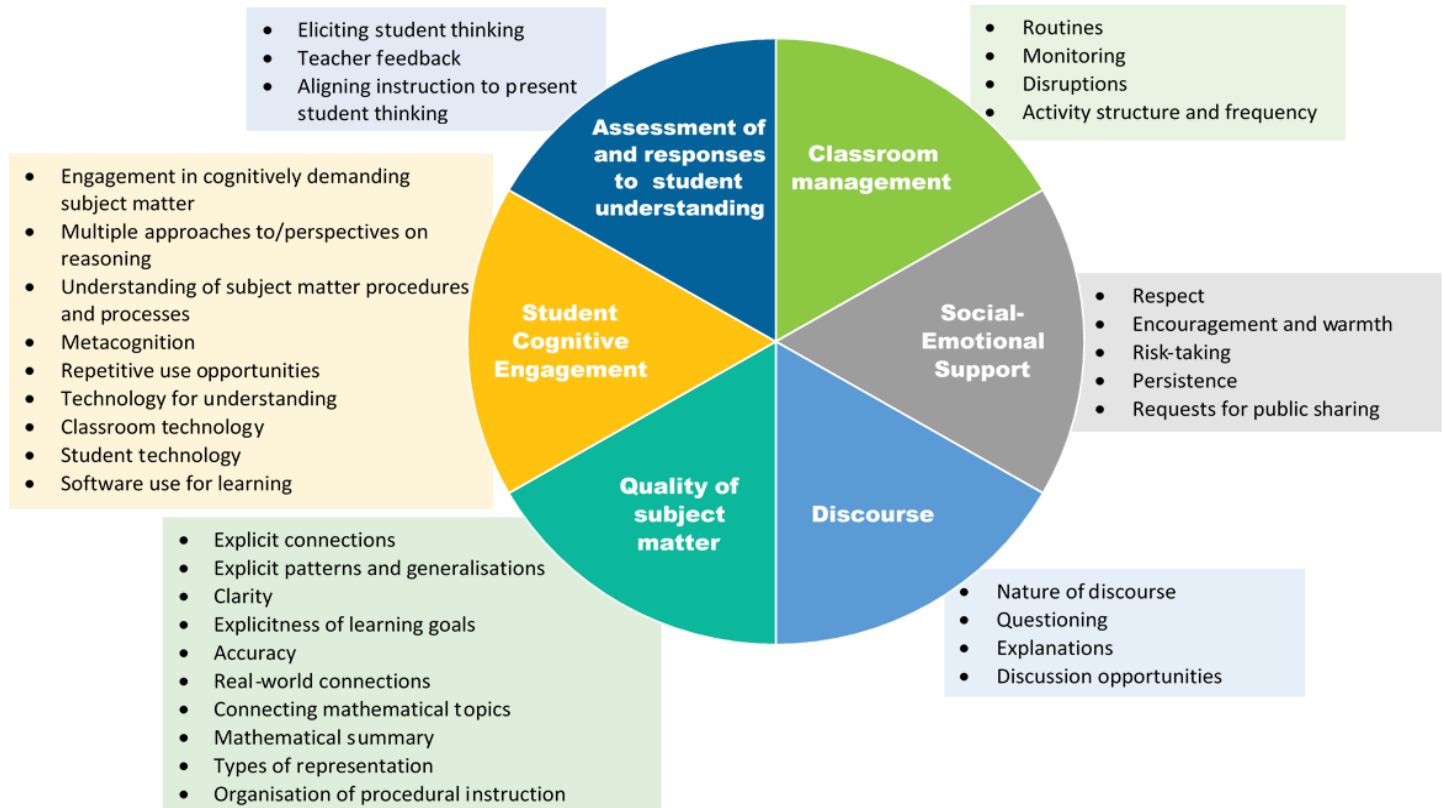 • Eliciting student thinking
• Teacher feedback
• Aligning instruction to present
student thinking
Assessment of
and responses
to student
understanding
Classroom
management
• Routines
• Monitoring
• Disruptions
• Activity structure and frequency
• Engagement in cognitively demanding
subject matter
• Multiple approaches to/perspectives on
reasoning
• Understanding of subject matter procedures
and processes
• Metacognition
• Repetitive use opportunities
• Technology for understanding
• Classroom technology
• Student technology
• Software use for learning
Student
Cognitive
Engagement
Social-
Emotional
Support
• Respect
• Encouragement and warmth
• Risk-taking
• Persistence
• Requests for public sharing
• Explicit connections
• Explicit patterns and generalisations
• Clarity
• Explicitness of learning goals
• Accuracy
• Real-world connections
• Connecting mathematical topics
• Mathematical summary
• Types of representation
• Organisation of procedural instruction
Quality of
subject
matter
Discourse
• Nature of discourse
• Questioning
• Explanations
• Discussion opportunities